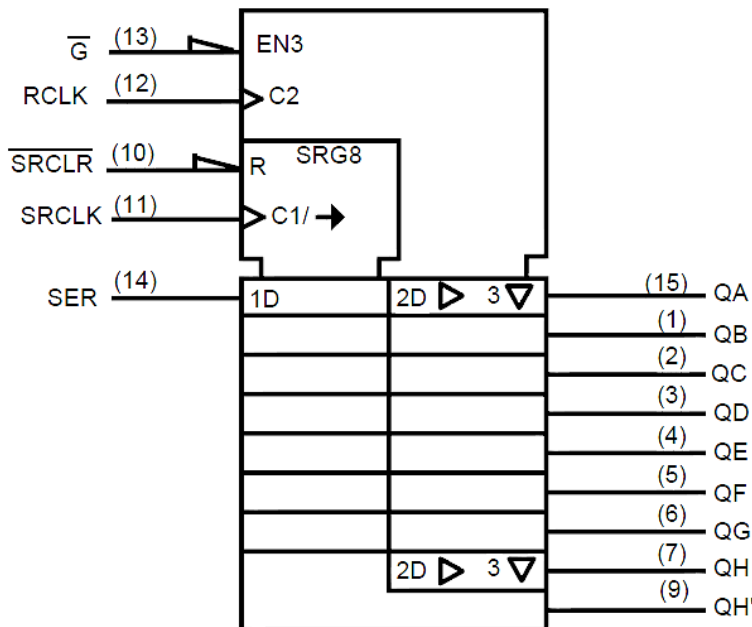 G (13) EN3
RCLK (12) C2
SRCLR (10) R SRG8
SRCLK (11) C1/
SER (14) 1D 2D 3 (15) QA
(1) QB
(2) QC
(3) QD
(4) QE
(5) QF
(6) QG
2D 3 (7) QH
(9) QH'